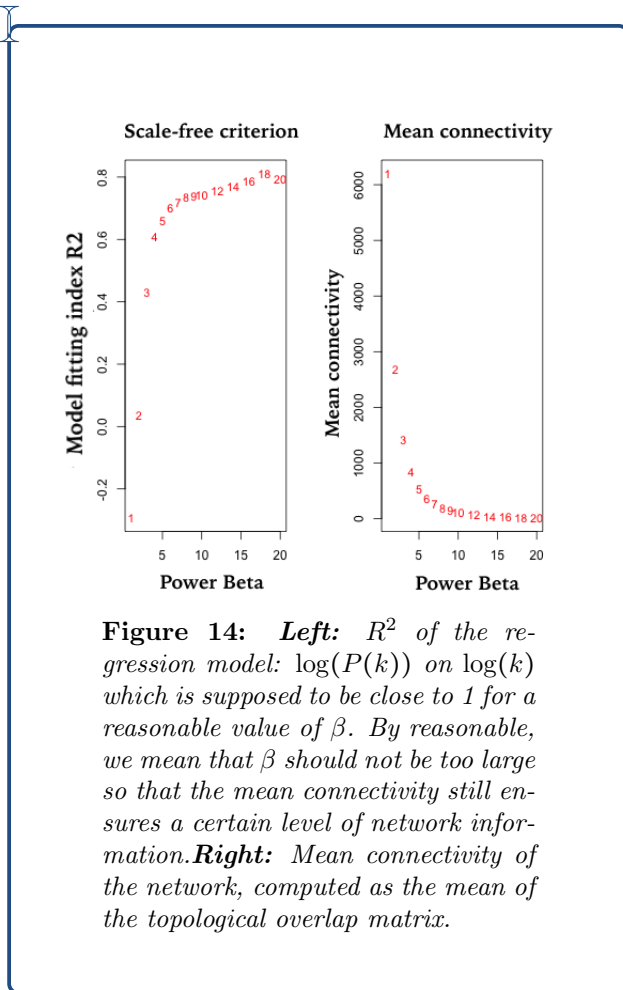 Scale-free criterion
Model fitting index R2
0.8
0.6
0.4
0.2
0.0
-0.2
1
2
3
4
5
6
7
8
9
10
12
14
16
18
20
5 10 15 20
Power Beta
Mean connectivity
Mean connectivity
6000
5000
4000
3000
2000
1000
0
1
2
3
4
5
6
7
8
9
10
12
14
16
18
20
5 10 15 20
Power Beta
Figure 14: Left: R² of the re-
gression model: log(P(k)) on log(k)
which is supposed to be close to 1 for a
reasonable value of β. By reasonable,
we mean that β should not be too large
so that the mean connectivity still en-
sures a certain level of network infor-
mation.Right: Mean connectivity of
the network, computed as the mean of
the topological overlap matrix.